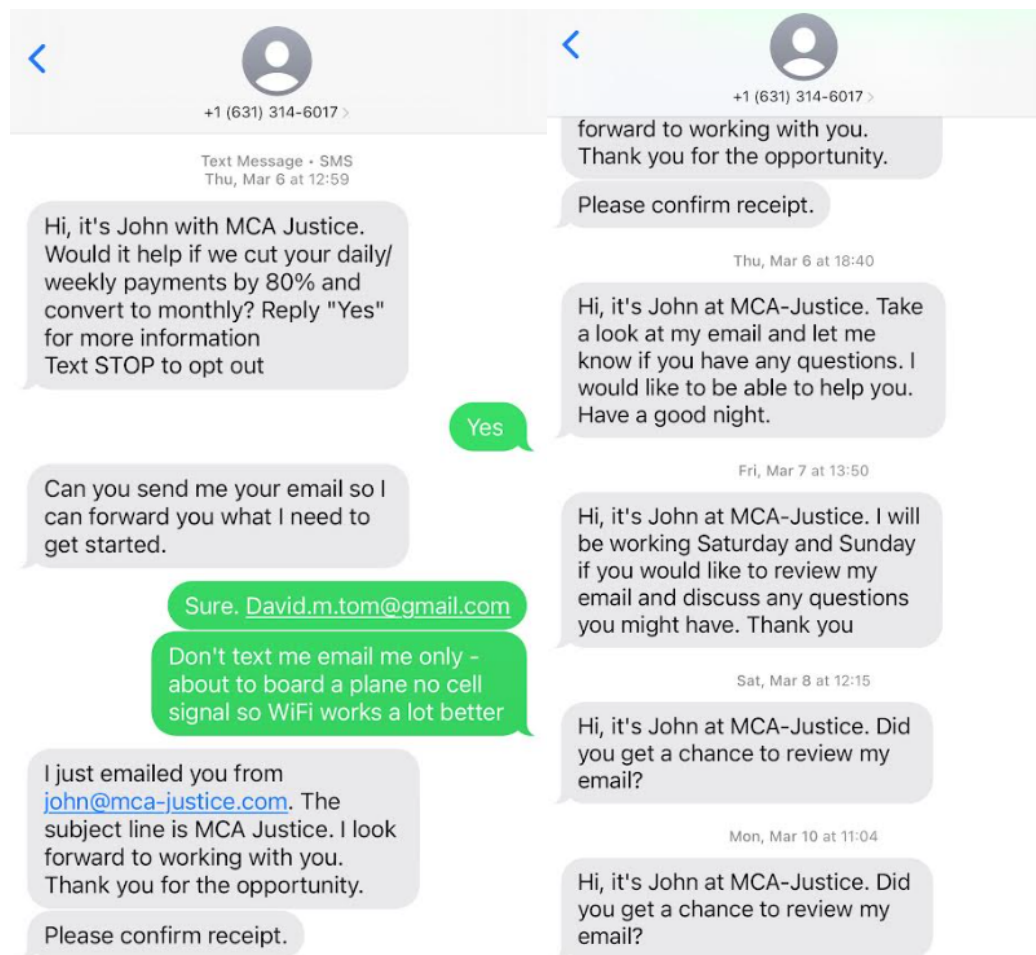 +1 (631) 314-6017 >
Text Message • SMS
Thu, Mar 6 at 12:59
Hi, it's John with MCA Justice.
Would it help if we cut your daily/
weekly payments by 80% and
convert to monthly? Reply "Yes"
for more information
Text STOP to opt out
Yes
Can you send me your email so I
can forward you what I need to
get started.
Sure. David.m.tom@gmail.com
Don't text me email me only -
about to board a plane no cell
signal so WiFi works a lot better
I just emailed you from
john@mca-justice.com. The
subject line is MCA Justice. I look
forward to working with you.
Thank you for the opportunity.
Please confirm receipt.
+1 (631) 314-6017 >
forward to working with you.
Thank you for the opportunity.
Please confirm receipt.
Thu, Mar 6 at 18:40
Hi, it's John at MCA-Justice. Take
a look at my email and let me
know if you have any questions. I
would like to be able to help you.
Have a good night.
Fri, Mar 7 at 13:50
Hi, it's John at MCA-Justice. I will
be working Saturday and Sunday
if you would like to review my
email and discuss any questions
you might have. Thank you
Sat, Mar 8 at 12:15
Hi, it's John at MCA-Justice. Did
you get a chance to review my
email?
Mon, Mar 10 at 11:04
Hi, it's John at MCA-Justice. Did
you get a chance to review my
email?